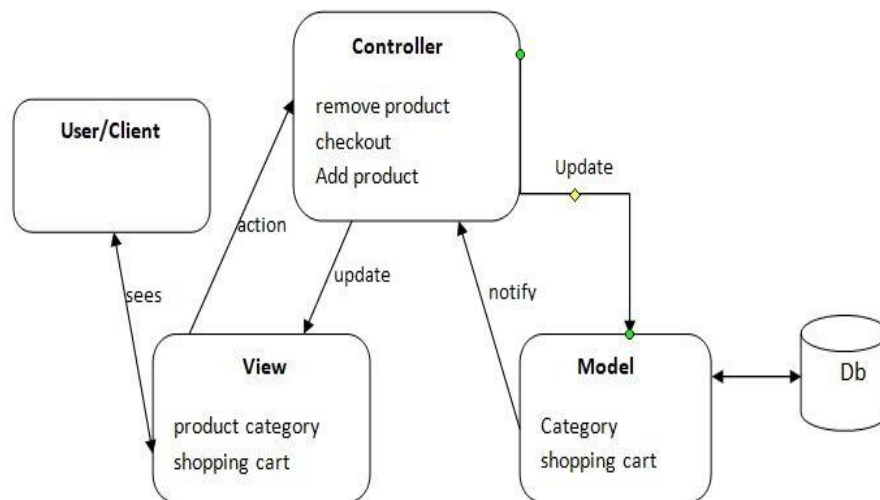 Controller
remove product
checkout
Add product
User/Client
Update
action
update
sees
notify
View
product category
shopping cart
Model
Category
shopping cart
Db